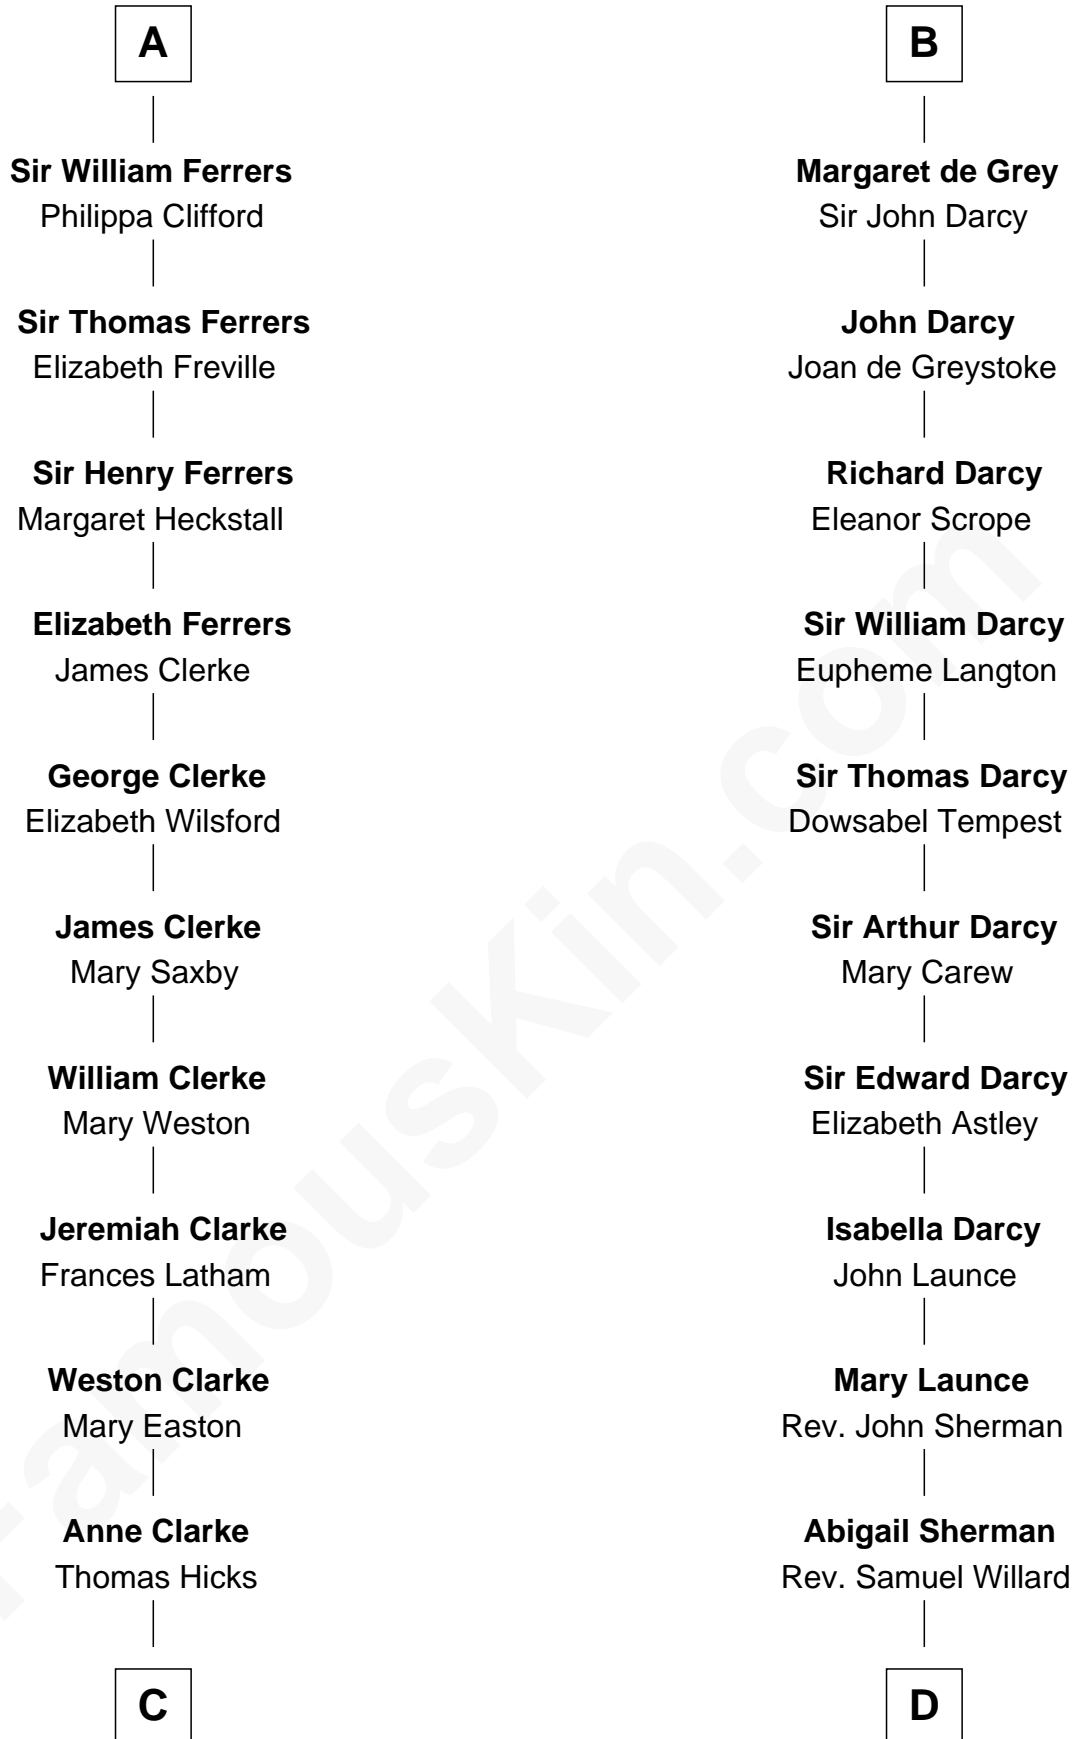 A
Sir William Ferrers
Philippa Clifford
Sir Thomas Ferrers
Elizabeth Freville
Sir Henry Ferrers
Margaret Heckstall
Elizabeth Ferrers
James Clerke
George Clerke
Elizabeth Wilsford
James Clerke
Mary Saxby
William Clerke
Mary Weston
Jeremiah Clarke
Frances Latham
Weston Clarke
Mary Easton
Anne Clarke
Thomas Hicks
C
B
Margaret de Grey
Sir John Darcy
John Darcy
Joan de Greystoke
Richard Darcy
Eleanor Scrope
Sir William Darcy
Eupheme Langton
Sir Thomas Darcy
Dowsabel Tempest
Sir Arthur Darcy
Mary Carew
Sir Edward Darcy
Elizabeth Astley
Isabella Darcy
John Launce
Mary Launce
Rev. John Sherman
Abigail Sherman
Rev. Samuel Willard
D
FamousKin.com